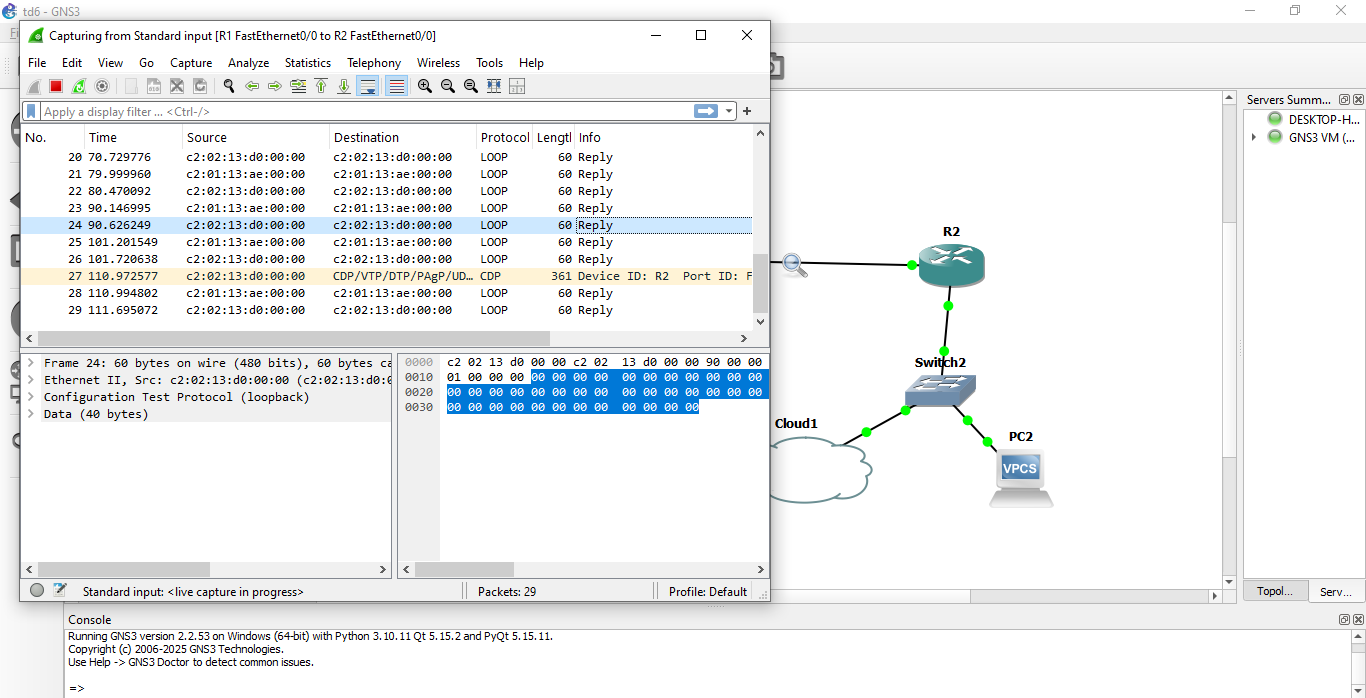 td6 - GNS3
Capturing from Standard input [R1 FastEthernet0/0 to R2 FastEthernet0/0]
File Edit View Go Capture Analyze Statistics Telephony Wireless Tools Help
Apply a display filter … <Ctrl-/>
No. Time Source Destination Protocol Lengtl Info
20 70.729776 c2:02:13:d0:00:00 c2:02:13:d0:00:00 LOOP 60 Reply
21 79.999960 c2:01:13:ae:00:00 c2:01:13:ae:00:00 LOOP 60 Reply
22 80.470092 c2:02:13:d0:00:00 c2:02:13:d0:00:00 LOOP 60 Reply
23 90.146995 c2:01:13:ae:00:00 c2:01:13:ae:00:00 LOOP 60 Reply
24 90.626249 c2:02:13:d0:00:00 c2:02:13:d0:00:00 LOOP 60 Reply
25 101.201549 c2:01:13:ae:00:00 c2:01:13:ae:00:00 LOOP 60 Reply
26 101.720638 c2:02:13:d0:00:00 c2:02:13:d0:00:00 LOOP 60 Reply
27 110.972577 c2:02:13:d0:00:00 CDP/VTP/DTP/PAgP/UD… CDP 361 Device ID: R2 Port ID: F
28 110.994802 c2:01:13:ae:00:00 c2:01:13:ae:00:00 LOOP 60 Reply
29 111.695072 c2:02:13:d0:00:00 c2:02:13:d0:00:00 LOOP 60 Reply
Frame 24: 60 bytes on wire (480 bits), 60 bytes ca
Ethernet II, Src: c2:02:13:d0:00:00 (c2:02:13:d0:0
Configuration Test Protocol (loopback)
Data (40 bytes)
0000 c2 02 13 d0 00 00 c2 02 13 d0 00 00 90 00 00
0010 01 00 00 00 00 00 00 00 00 00 00 00 00 00 00
0020 00 00 00 00 00 00 00 00 00 00 00 00 00 00 00
0030 00 00 00 00 00 00 00 00 00 00 00 00
Standard input: <live capture in progress>
Packets: 29
Profile: Default
R2
Switch2
Cloud1
PC2
VPCS
Servers Summ...
DESKTOP-H...
GNS3 VM (...
Topol...
Serv...
Console
Running GNS3 version 2.2.53 on Windows (64-bit) with Python 3.10.11 Qt 5.15.2 and PyQt 5.15.11.
Copyright (c) 2006-2025 GNS3 Technologies.
Use Help -> GNS3 Doctor to detect common issues.
=>